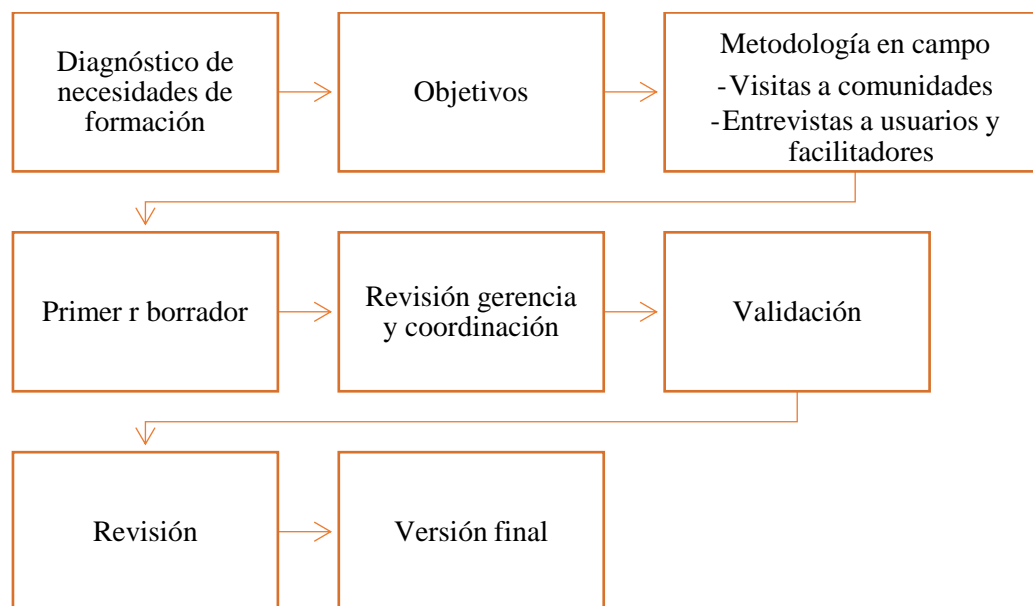 Diagnóstico de
necesidades de
formación
Objetivos
Metodología en campo
-Visitas a comunidades
-Entrevistas a usuarios y
facilitadores
Primer r borrador
Revisión gerencia
y coordinación
Validación
Revisión
Versión final